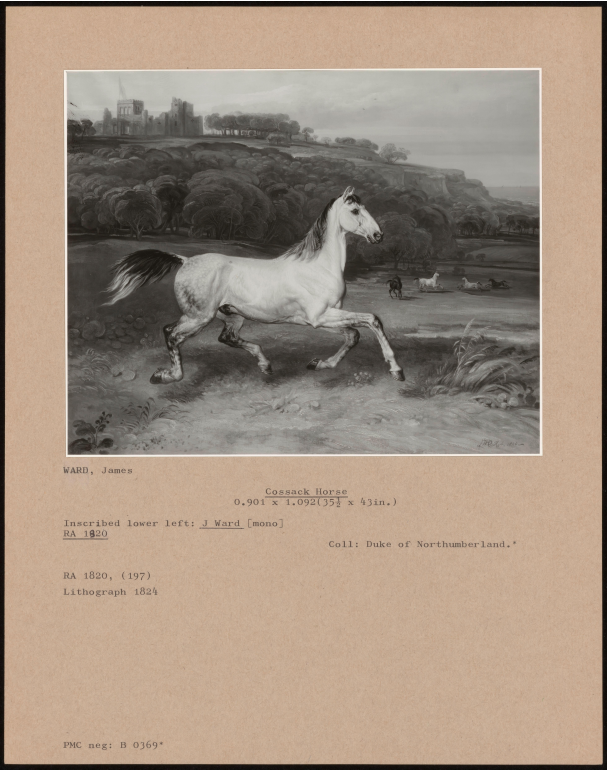 WARD, James
Cossack Horse
0.901 x 1.092(35½ x 43in.)
Inscribed lower left: J Ward [mono]
RA 1820
Coll: Duke of Northumberland.*
RA 1820, (197)
Lithograph 1824
PMC neg: B 0369*